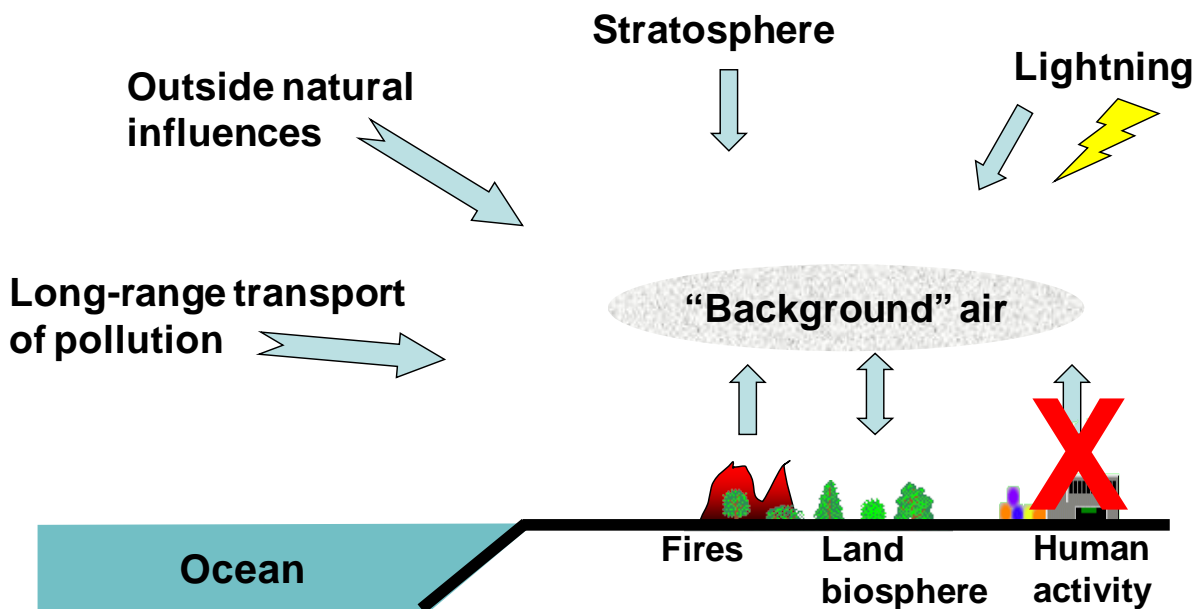 Stratosphere
Lightning
Outside natural
influences
Long-range transport
of pollution
“Background” air
X
Ocean
Fires
Land
biosphere
Human
activity